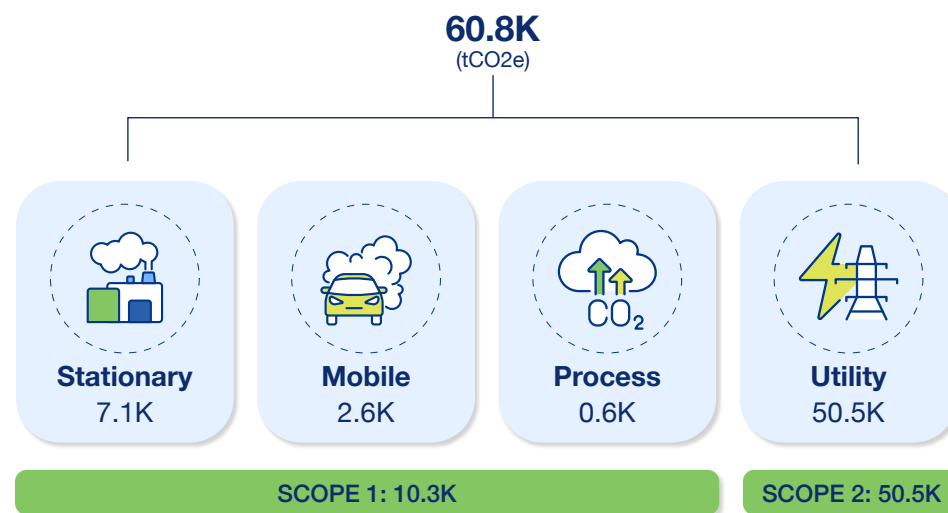 60.8K
(tCO2e)
CO2
Stationary
7.1K
Mobile
2.6K
Process
0.6K
Utility
50.5K
SCOPE 1: 10.3K
SCOPE 2: 50.5K